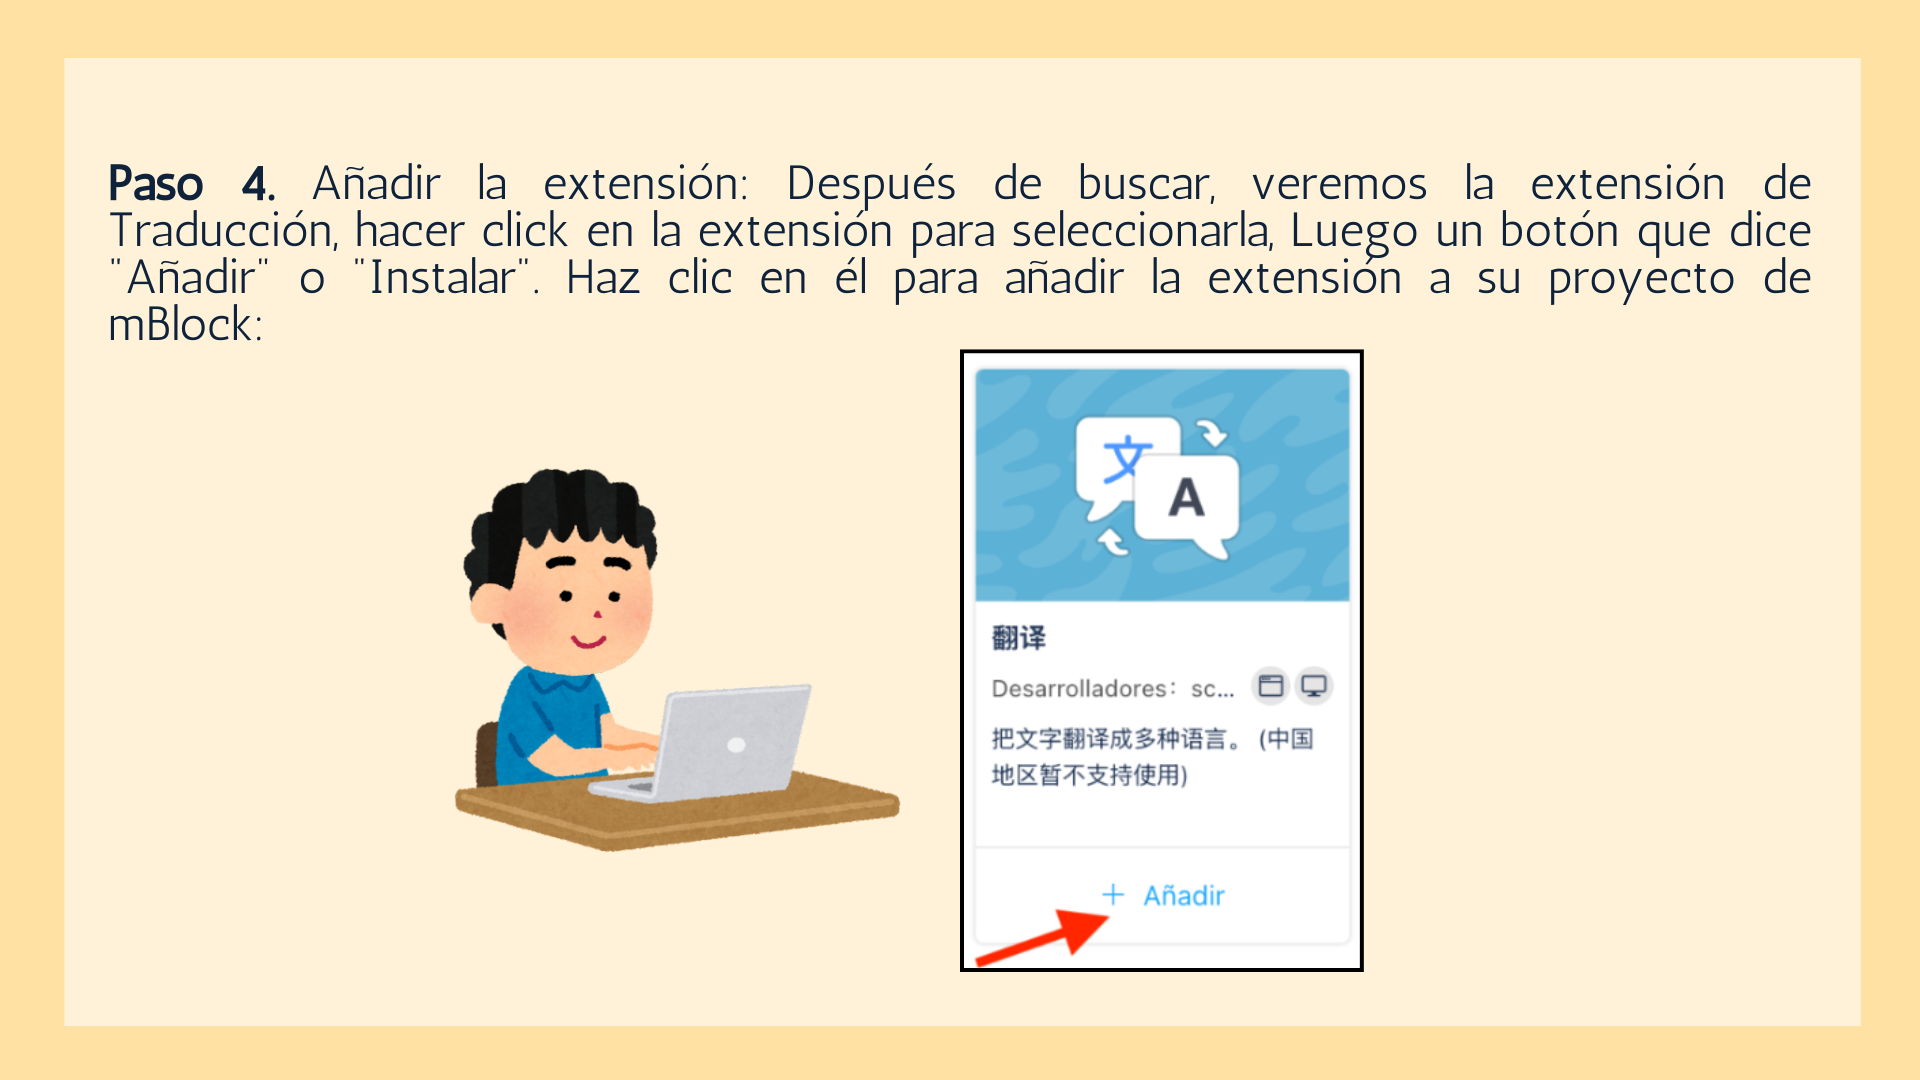 Paso 4. Añadir la extensión: Después de buscar, veremos la extensión de
Traducción, hacer click en la extensión para seleccionarla, Luego un botón que dice
"Añadir" o "Instalar". Haz clic en él para añadir la extensión a su proyecto de
mBlock:
文
A
翻译
Desarrolladores: sc...
把文字翻译成多种语言。 (中国
地区暂不支持使用)
+ Añadir